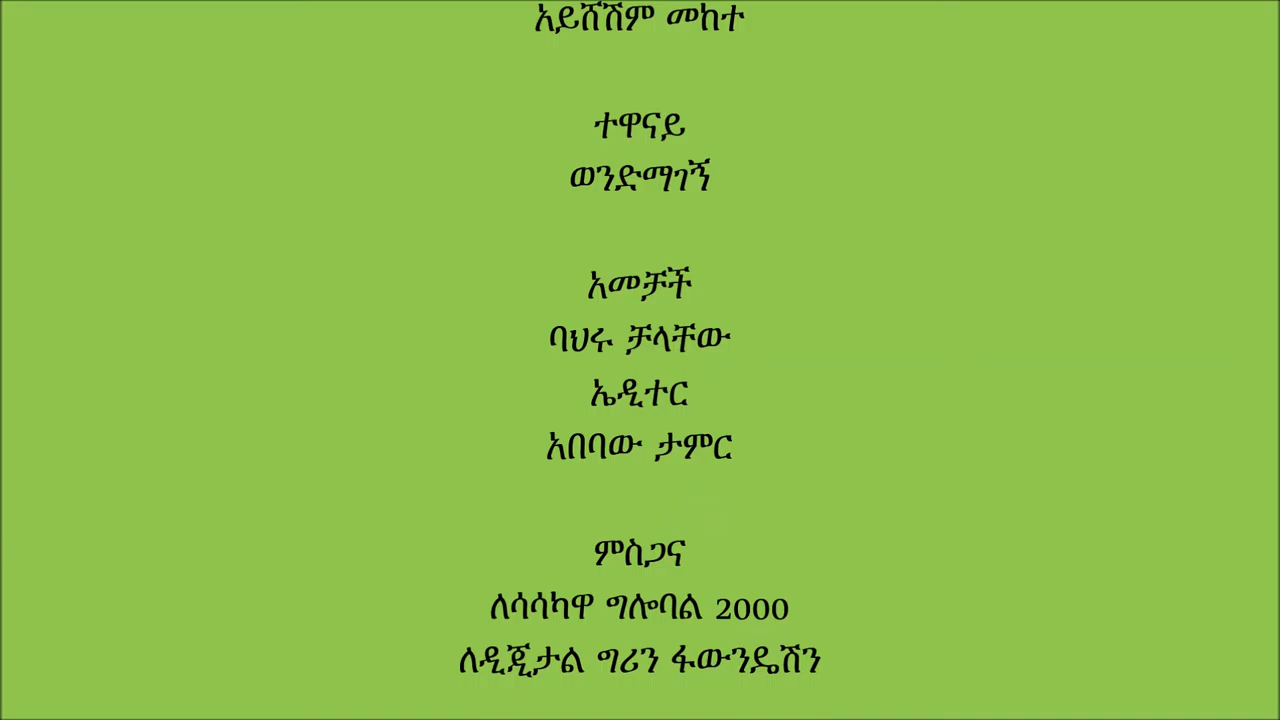 አይሸሽም መከተ
ተዋናይ
ወንድማገኝ
አመቻች
ባህሩ ቻላቸው
ኤዲተር
አበባው ታምር
ምስጋና
ለሳሳካዋ ግሎባል 2000
ለዲጂታል ግሪን ፋውንዴሽን